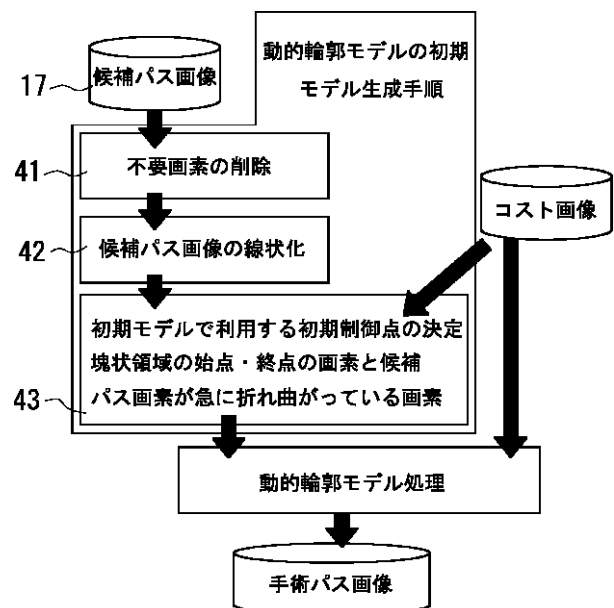 動的輪郭モデルの初期
モデル生成手順
17
候補パス画像
41
不要画素の削除
コスト画像
42
候補パス画像の線状化
43
初期モデルで利用する初期制御点の決定
塊状領域の始点・終点の画素と候補
パス画素が急に折れ曲がっている画素
動的輪郭モデル処理
手術パス画像